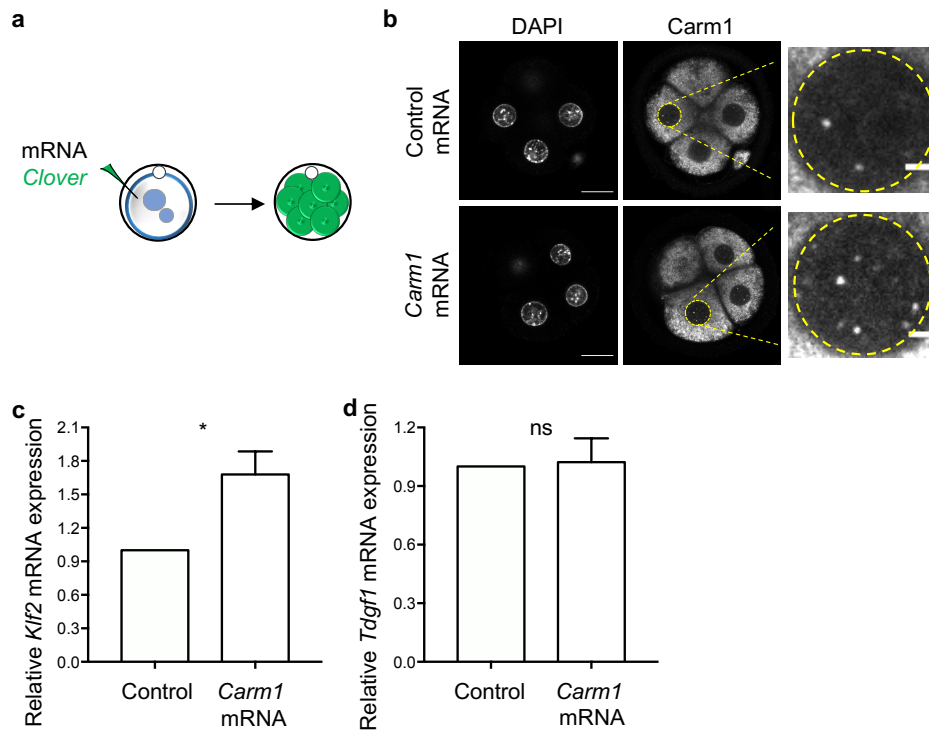 a
mRNA
Clover
b
DAPI
Carm1
Control
mRNA
Carm1
mRNA
c
Relative Klf2 mRNA expression
2.1
1.8
1.5
1.2
0.9
0.6
0.3
0.0
*
Control
Carm1
mRNA
d
Relative Tdgf1 mRNA expression
1.2
0.9
0.6
0.3
0.0
ns
Control
Carm1
mRNA